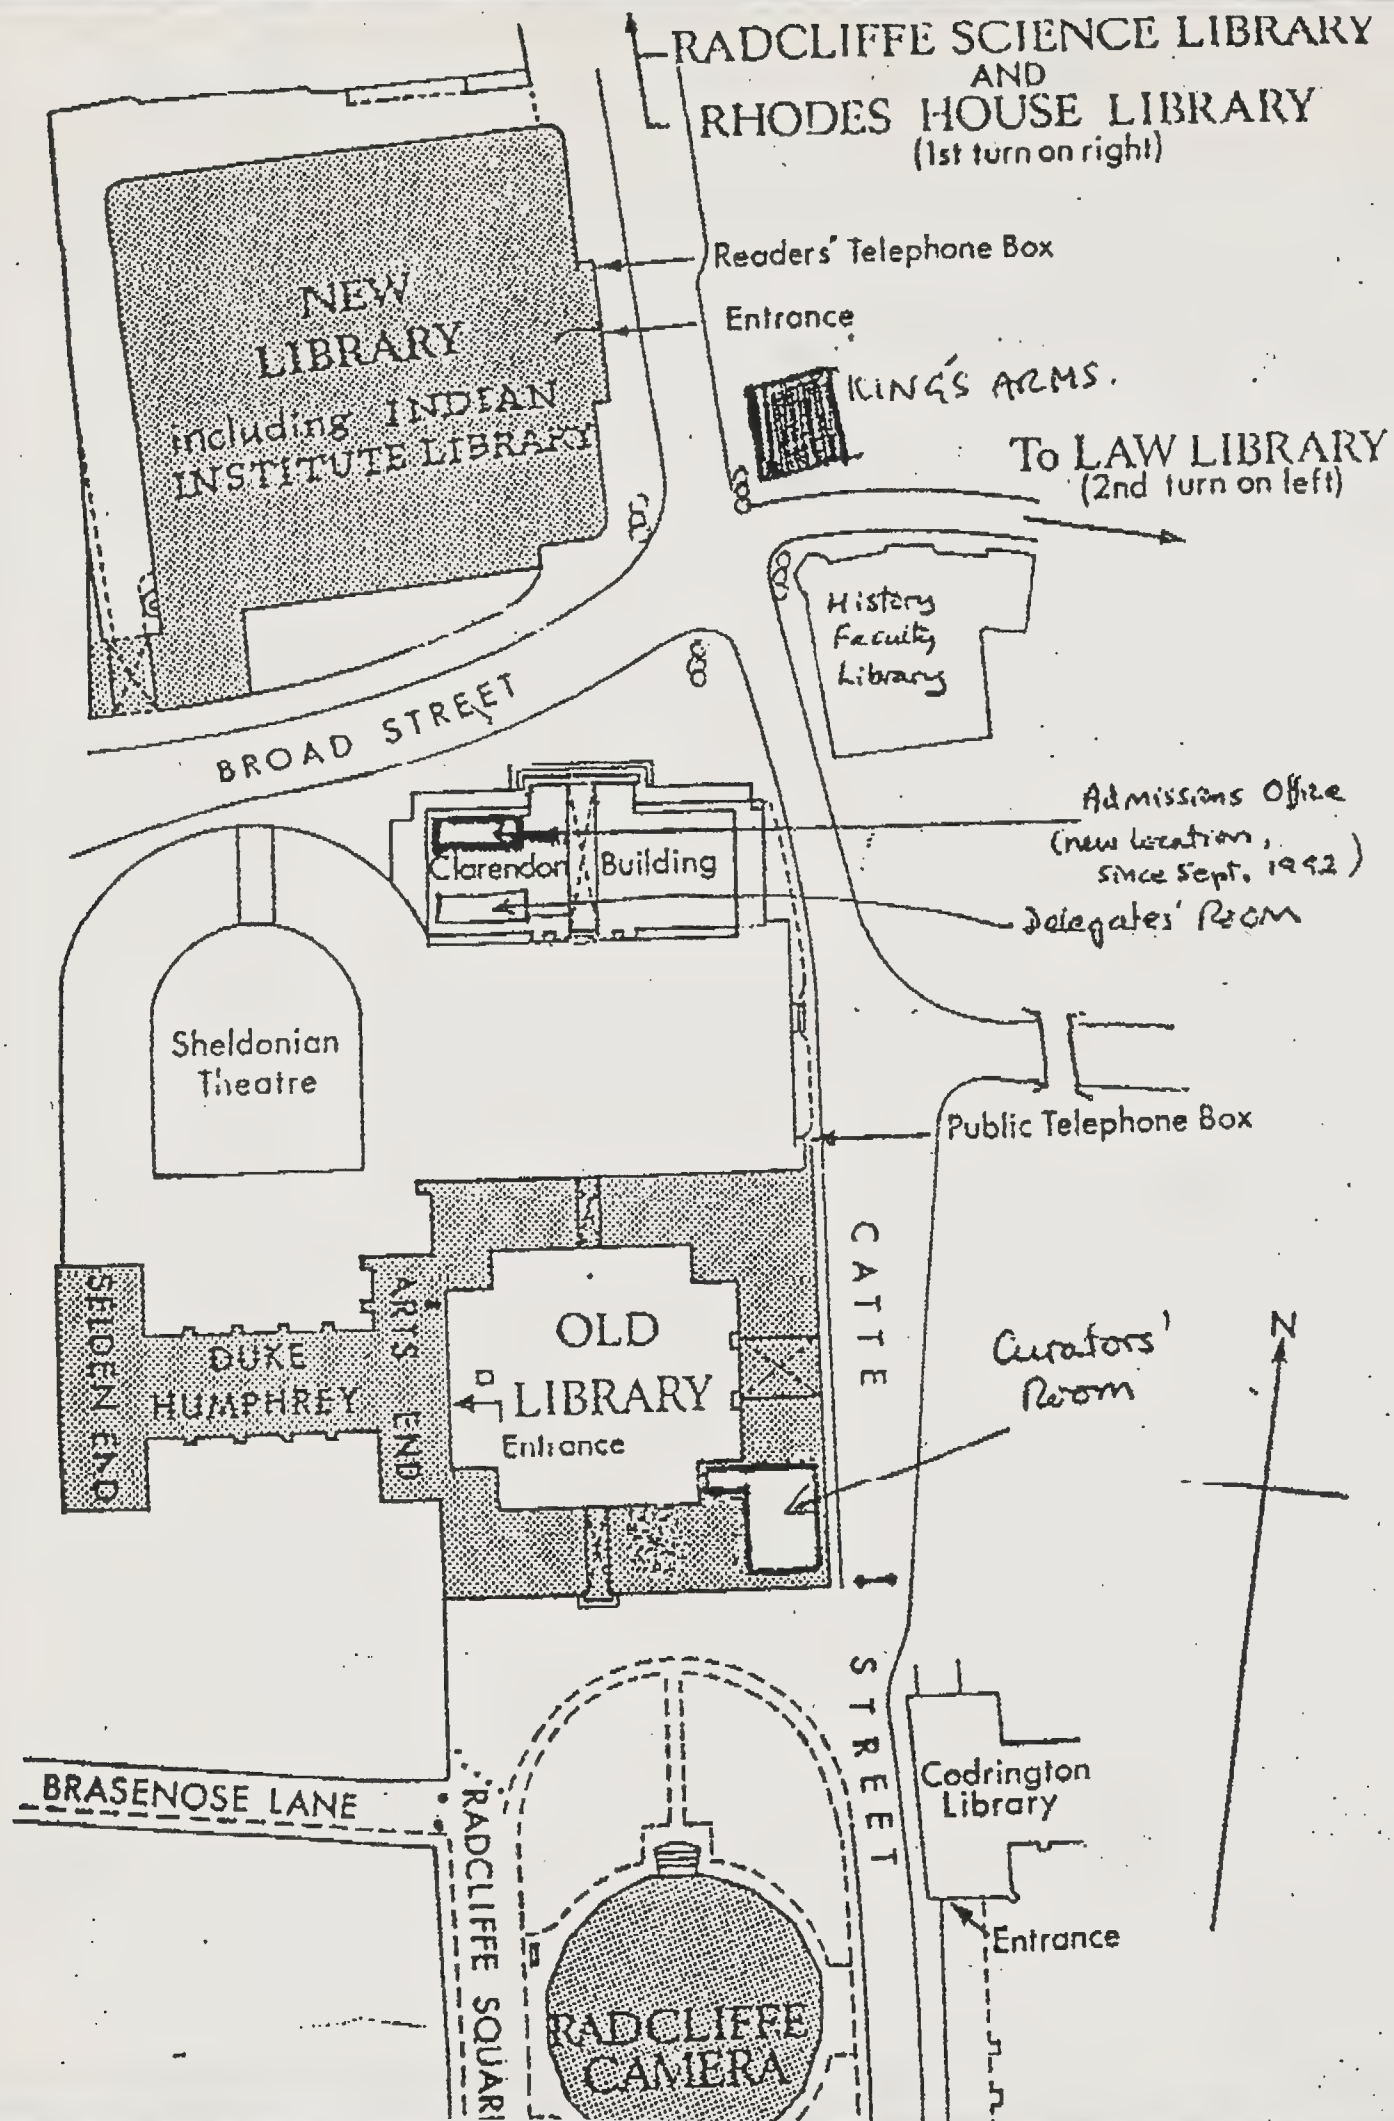 RADCLIFFE SCIENCE LIBRARY
AND
RHODES HOUSE LIBRARY
(1st turn on right)
Readers' Telephone Box
NEW
LIBRARY
including INDIAN
INSTITUTE LIBRARY
Entrance
KING'S ARMS.
To LAW LIBRARY
(2nd turn on left)
History
Faculty
Library
BROAD STREET
Admissions Office
(new location,
since Sept. 1992)
Clarendon Building
Delegates' Room
Sheldonian
Theatre
Public Telephone Box
CATTE
SELDEN END
DUKE
HUMPHREY
ARTS END
OLD
LIBRARY
Entrance
Curators'
Room
N
STREET
BRASENOSE LANE
RADCLIFFE SQUAR
Codrington
Library
Entrance
RADCLIFFE
CAMERA